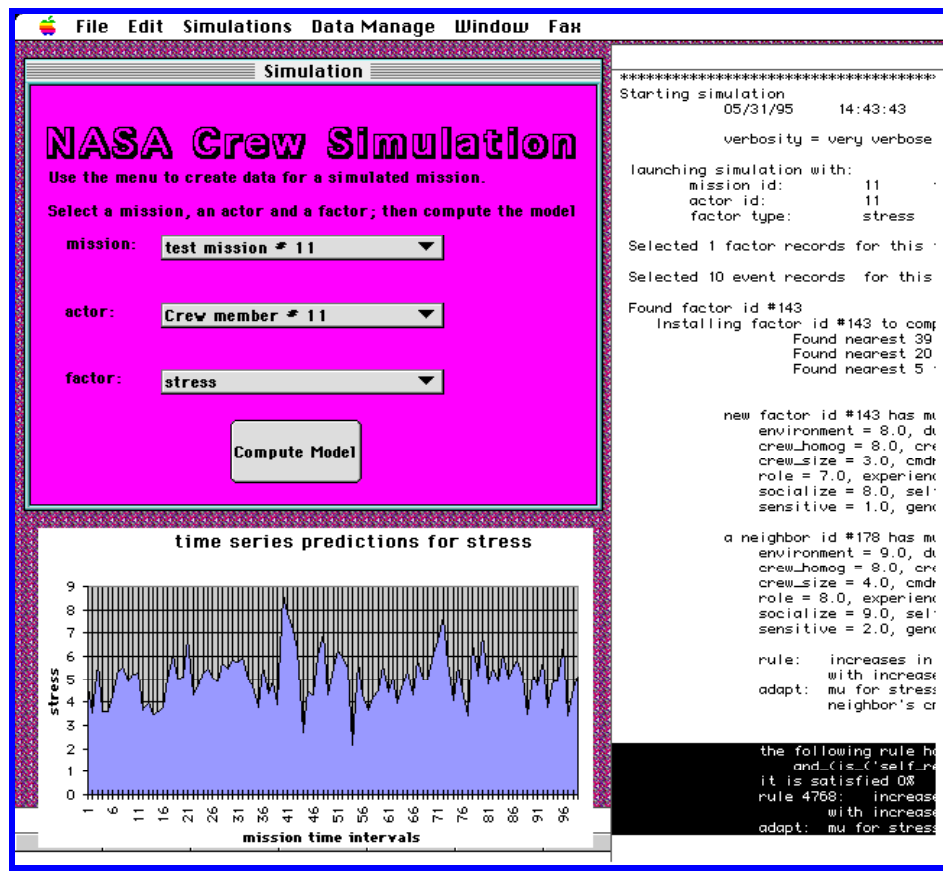 File Edit Simulations Data Manage Window Fax
Simulation
NASA Crew Simulation
Use the menu to create data for a simulated mission.
Select a mission, an actor and a factor; then compute the model
mission: test mission # 11
actor: Crew member # 11
factor: stress
Compute Model
time series predictions for stress
stress
9
8
7
6
5
4
3
2
1
0
1 6 11 16 21 26 31 36 41 46 51 56 61 66 71 76 81 86 91 96
mission time intervals
************************************
Starting simulation
05/31/95 14:43:43
verbosity = very verbose
launching simulation with:
mission id: 11
actor id: 11
factor type: stress
Selected 1 factor records for this
Selected 10 event records for this
Found factor id #143
Installing factor id #143 to comp
Found nearest 39
Found nearest 20
Found nearest 5
new factor id #143 has mu
environment = 8.0, du
crew_homog = 8.0, cre
crew_size = 3.0, cmdr
role = 7.0, experienc
socialize = 8.0, self
sensitive = 1.0, gend
a neighbor id #178 has mu
environment = 9.0, du
crew_homog = 8.0, cre
crew_size = 4.0, cmdr
role = 8.0, experienc
socialize = 9.0, self
sensitive = 2.0, gend
rule: increases in
with increase
adapt: mu for stress
neighbor's cr
the following rule ha
and_(is_('self_re
it is satisfied 0%
rule 4768: increase
with increase
adapt: mu for stress